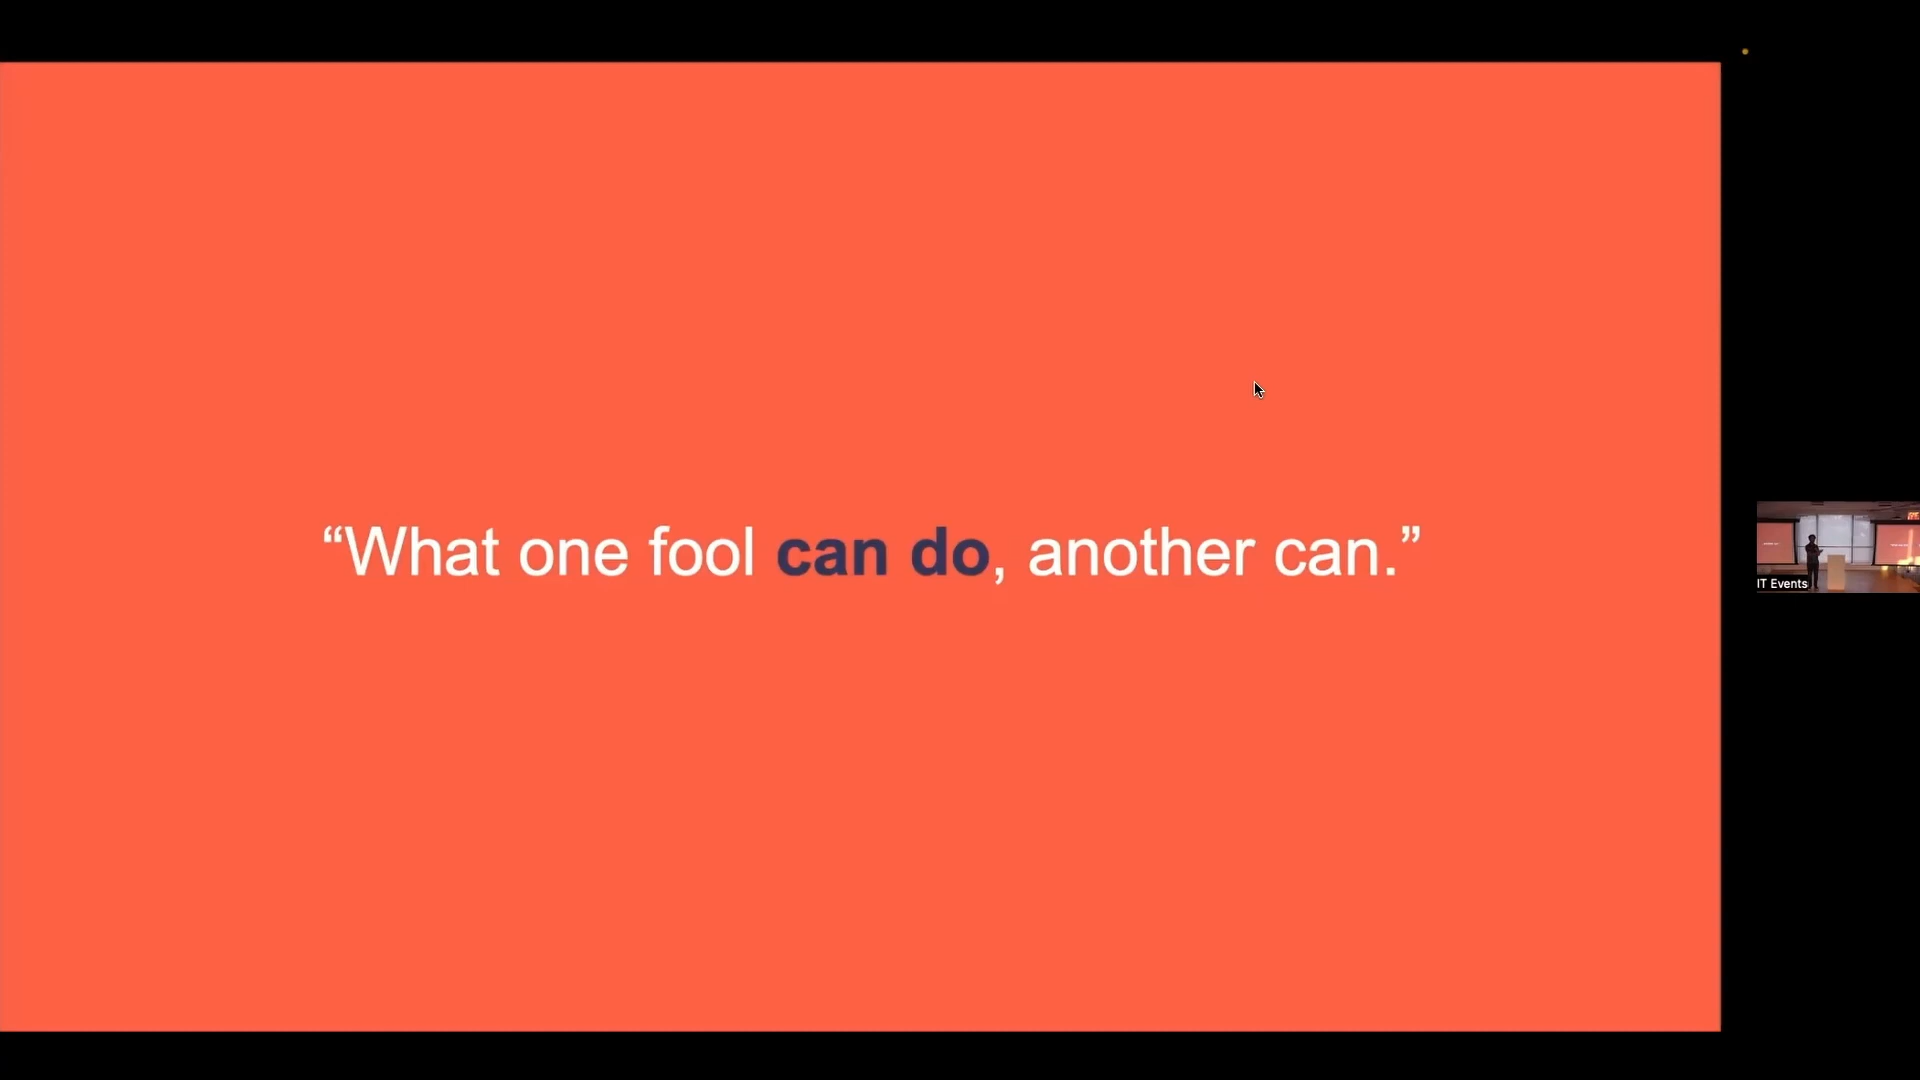 “What one fool can do, another can.”
IT Events